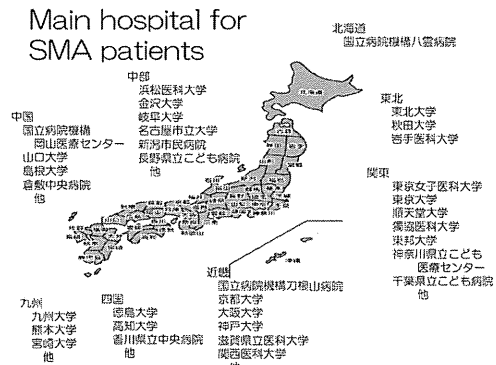 Main hospital for
SMA patients
北海道
国立病院機構八雲病院
東北
東北大学
秋田大学
岩手医科大学
関東
東京女子医科大学
東京大学
順天堂大学
獨協医科大学
東邦大学
神奈川県立こども
医療センター
千葉県立こども病院
他
中部
浜松医科大学
金沢大学
岐阜大学
名古屋市立大学
新潟市民病院
長野県立こども病院
他
中国
国立病院機構
岡山医療センター
山口大学
島根大学
倉敷中央病院
他
近畿
国立病院機構刀根山病院
京都大学
大阪大学
神戸大学
滋賀県立医科大学
関西医科大学
四国
徳島大学
高知大学
香川県立中央病院
他
九州
九州大学
熊本大学
宮崎大学
他
北海道
沖縄